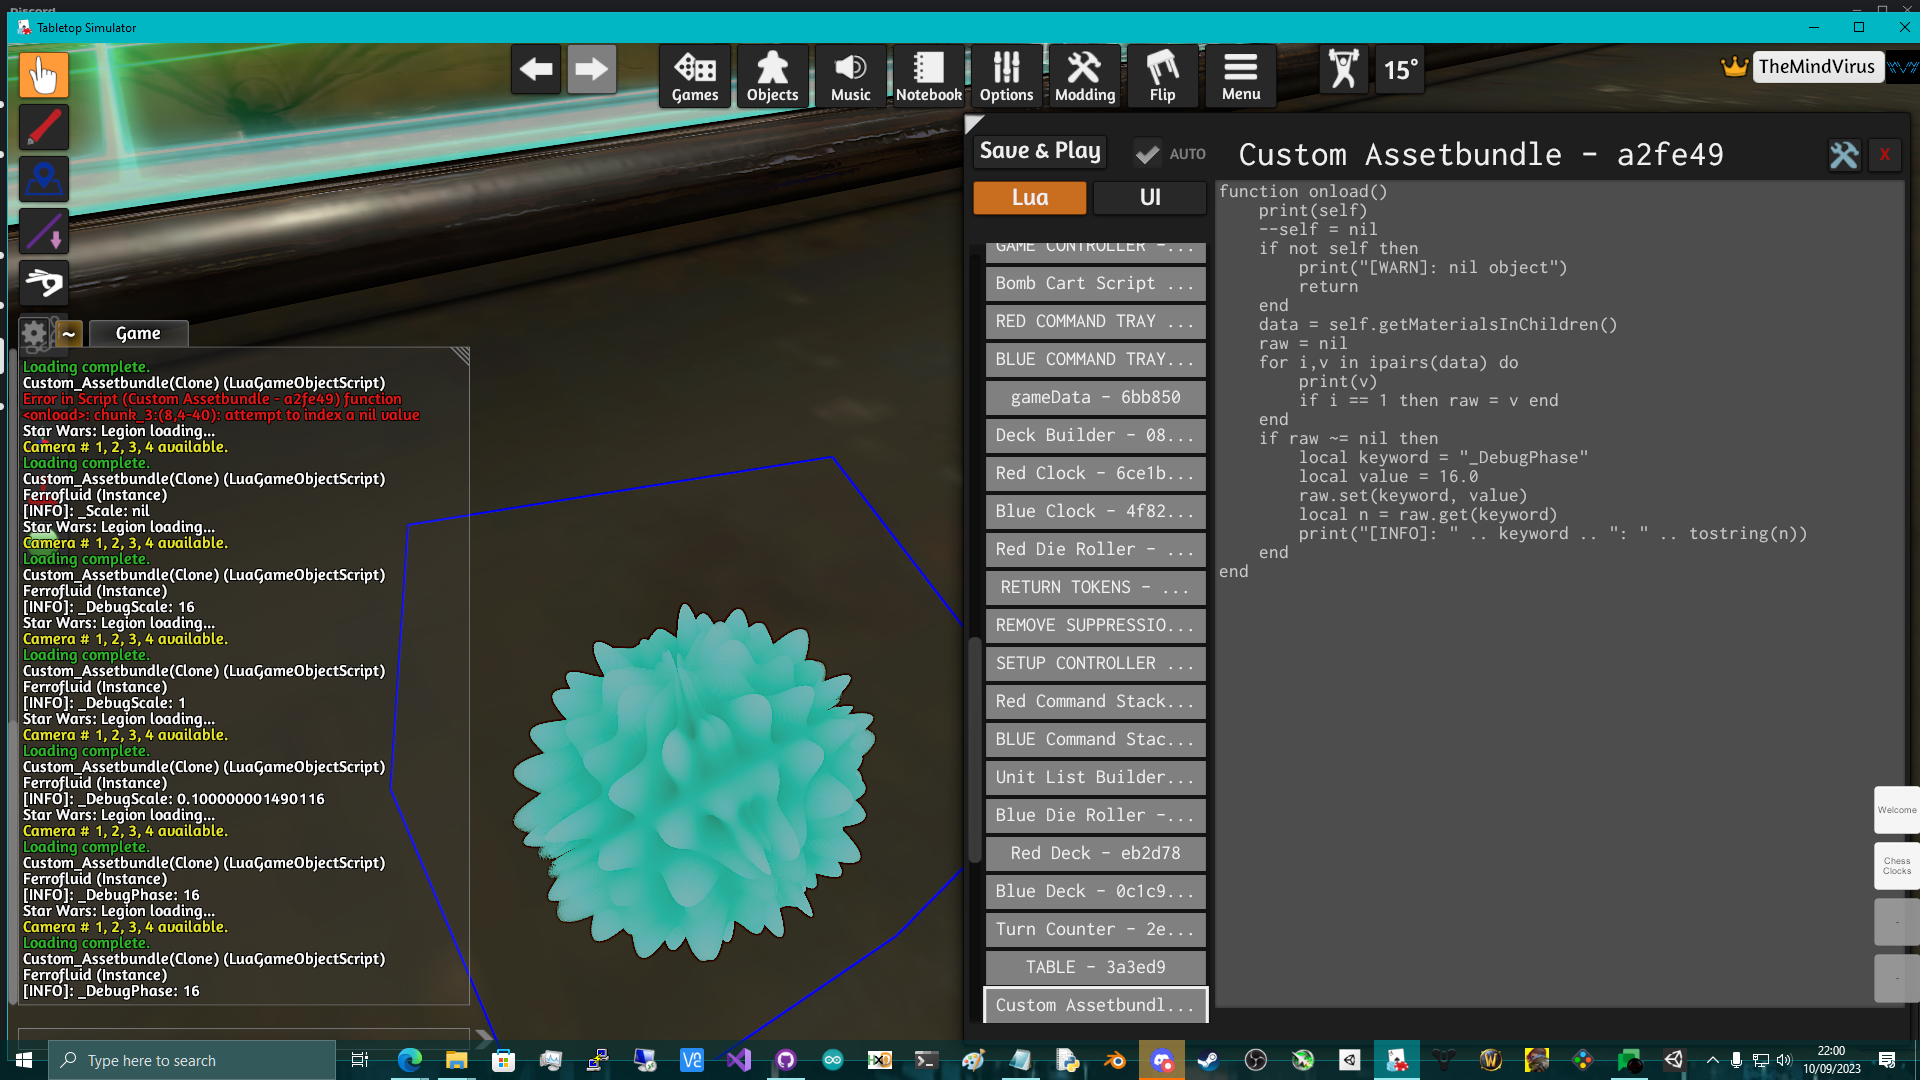 Discord
Tabletop Simulator
Games
Objects
Music
Notebook
Options
Modding
Flip
Menu
15°
TheMindVirus
Save & Play
AUTO
Custom Assetbundle - a2fe49
X
Lua
UI
GAME CONTROLLER -...
Bomb Cart Script ...
RED COMMAND TRAY ...
BLUE COMMAND TRAY...
gameData - 6bb850
Deck Builder - 08...
Red Clock - 6ce1b...
Blue Clock - 4f82...
Red Die Roller - ...
RETURN TOKENS - ...
REMOVE SUPPRESSIO...
SETUP CONTROLLER ...
Red Command Stack...
BLUE Command Stac...
Unit List Builder...
Blue Die Roller -...
Red Deck - eb2d78
Blue Deck - 0c1c9...
Turn Counter - 2e...
TABLE - 3a3ed9
Custom Assetbundl...
function onload()
    print(self)
    --self = nil
    if not self then
        print("[WARN]: nil object")
        return
    end
    data = self.getMaterialsInChildren()
    raw = nil
    for i,v in ipairs(data) do
        print(v)
        if i == 1 then raw = v end
    end
    if raw ~= nil then
        local keyword = "_DebugPhase"
        local value = 16.0
        raw.set(keyword, value)
        local n = raw.get(keyword)
        print("[INFO]: " .. keyword .. ": " .. tostring(n))
    end
end
~
Game
Loading complete.
Custom_Assetbundle(Clone) (LuaGameObjectScript)
Error in Script (Custom Assetbundle - a2fe49) function
<onload>: chunk_3:(8,4-40): attempt to index a nil value
Star Wars: Legion loading...
Camera # 1, 2, 3, 4 available.
Loading complete.
Custom_Assetbundle(Clone) (LuaGameObjectScript)
Ferrofluid (Instance)
[INFO]: _Scale: nil
Star Wars: Legion loading...
Camera # 1, 2, 3, 4 available.
Loading complete.
Custom_Assetbundle(Clone) (LuaGameObjectScript)
Ferrofluid (Instance)
[INFO]: _DebugScale: 16
Star Wars: Legion loading...
Camera # 1, 2, 3, 4 available.
Loading complete.
Custom_Assetbundle(Clone) (LuaGameObjectScript)
Ferrofluid (Instance)
[INFO]: _DebugScale: 1
Star Wars: Legion loading...
Camera # 1, 2, 3, 4 available.
Loading complete.
Custom_Assetbundle(Clone) (LuaGameObjectScript)
Ferrofluid (Instance)
[INFO]: _DebugScale: 0.100000001490116
Star Wars: Legion loading...
Camera # 1, 2, 3, 4 available.
Loading complete.
Custom_Assetbundle(Clone) (LuaGameObjectScript)
Ferrofluid (Instance)
[INFO]: _DebugPhase: 16
Star Wars: Legion loading...
Camera # 1, 2, 3, 4 available.
Loading complete.
Custom_Assetbundle(Clone) (LuaGameObjectScript)
Ferrofluid (Instance)
[INFO]: _DebugPhase: 16
Welcome
Chess
Clocks
-
-
Type here to search
22:00
10/09/2023